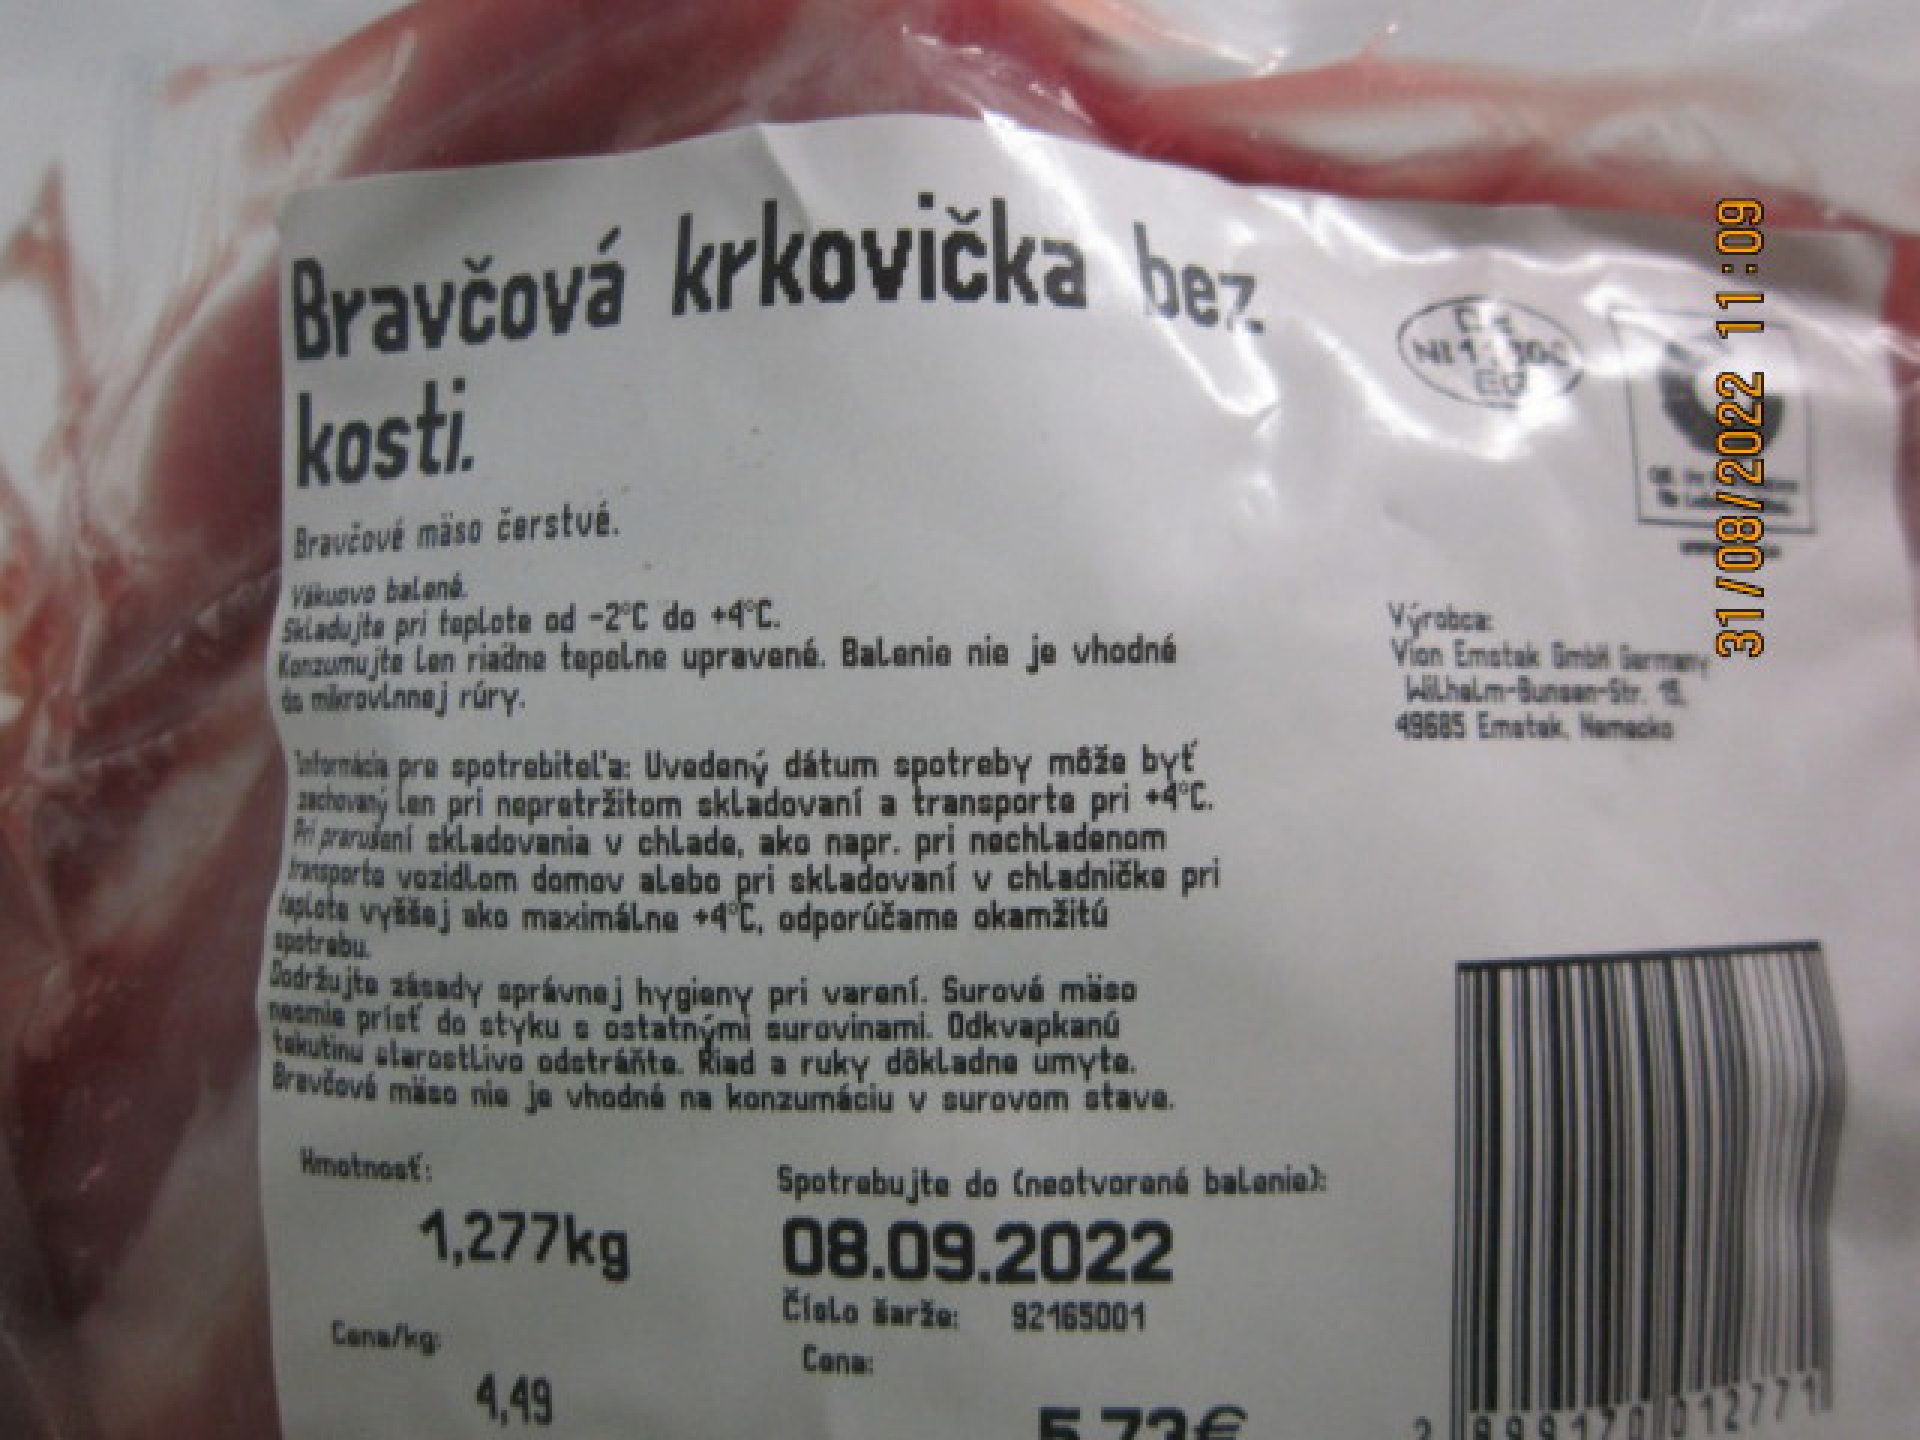 Bravčová krkovička bez
kosti.
Bravčové mäso čerstvé.
Vákuovo balené.
Skladujte pri teplote od -2°C do +4°C.
Konzumujte len riadne tepelne upravené. Balenie nie je vhodné
do mikrovlnnej rúry.
Informácia pre spotrebiteľa: Uvedený dátum spotreby môže byť
zachovaný len pri nepretržitom skladovaní a transporte pri +4°C.
Pri prerušení skladovania v chlade, ako napr. pri nechladenom
transporte vozidlom domov alebo pri skladovaní v chladničke pri
teplote vyššej ako maximálne +4°C, odporúčame okamžitú
spotrebu.
Dodržujte zásady správnej hygieny pri varení. Surové mäso
nesmie prísť do styku s ostatnými surovinami. Odkvapkanú
tekutinu starostlivo odstráňte. Riad a ruky dôkladne umyte.
Bravčové mäso nie je vhodné na konzumáciu v surovom stave.
Výrobca:
Vion Emstek GmbH Germany
Wilhelm-Bunsen-Str. 15,
49685 Emstek, Nemecko
Hmotnosť:
1,277kg
Spotrebujte do (neotvorené balenie):
08.09.2022
Číslo šarže: 92165001
Cena/kg:
4,49
Cena:
5,73€
2 999170 012771
31/08/2022 11:09